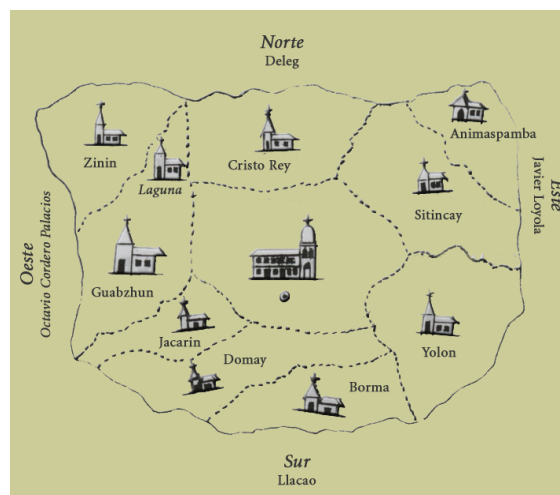 Norte
Deleg
Animaspamba
Zinin
Cristo Rey
Laguna
Sitincay
Este
Javier Loyola
Oeste
Octavio Cordero Palacios
Guabzhun
Jacarin
Domay
Yolon
Borma
Sur
Llacao